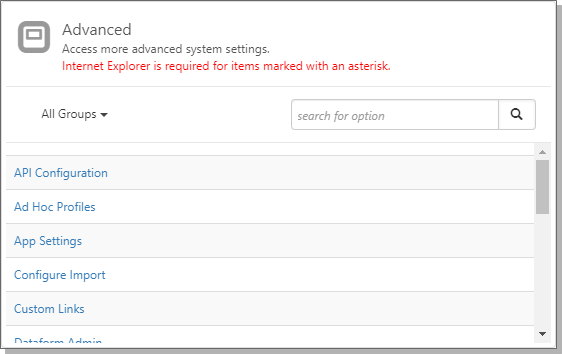 Advanced
Access more advanced system settings.
Internet Explorer is required for items marked with an asterisk.
All Groups
search for option
API Configuration
Ad Hoc Profiles
App Settings
Configure Import
Custom Links
Dataform Admin